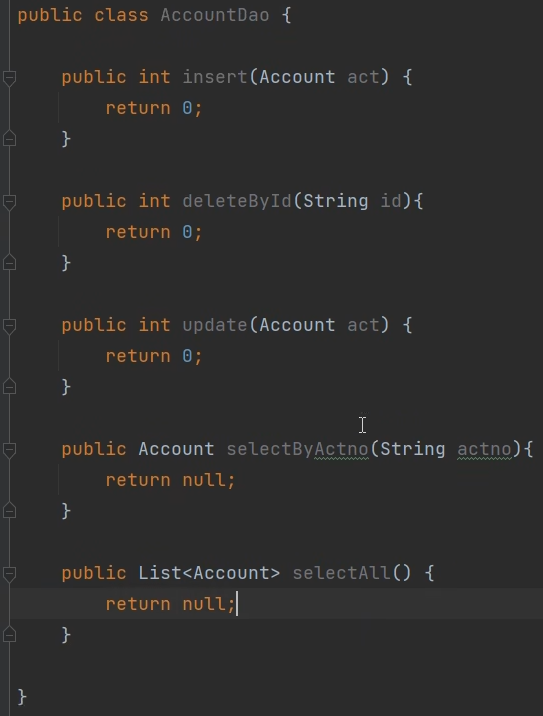 public class AccountDao {
public int insert(Account act) {
return 0;
}
public int deleteById(String id){
return 0;
}
public int update(Account act) {
return 0;
}
public Account selectByActno(String actno){
return null;
}
public List<Account> selectAll() {
return null;
}
}